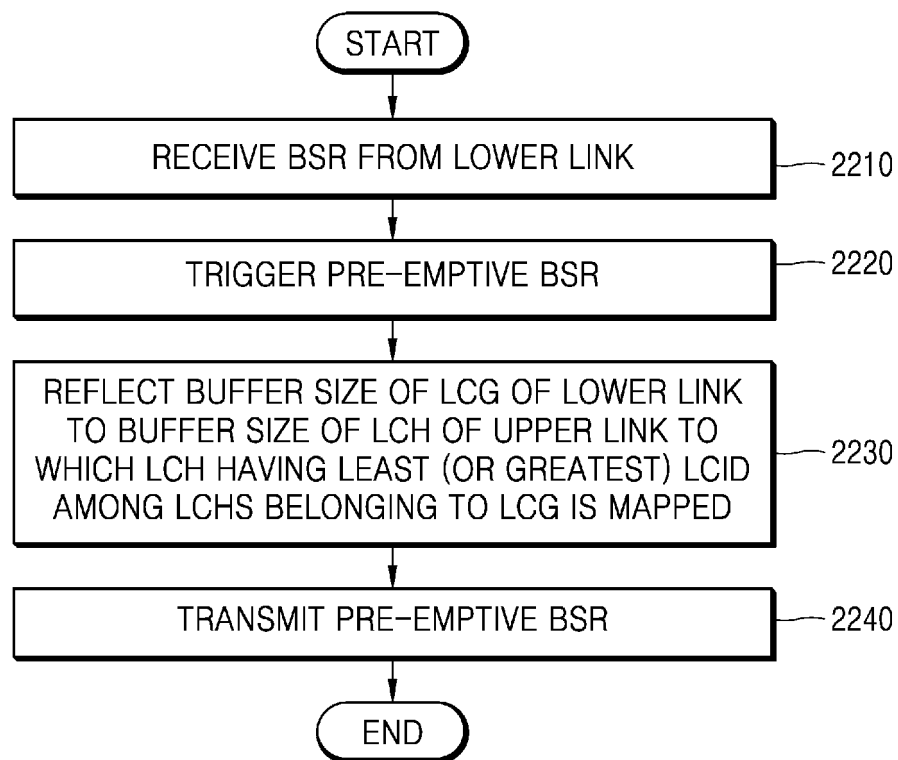 START
RECEIVE BSR FROM LOWER LINK
2210
TRIGGER PRE-EMPTIVE BSR
2220
REFLECT BUFFER SIZE OF LCG OF LOWER LINK
TO BUFFER SIZE OF LCH OF UPPER LINK TO
WHICH LCH HAVING LEAST (OR GREATEST) LCID
AMONG LCHS BELONGING TO LCG IS MAPPED
2230
TRANSMIT PRE-EMPTIVE BSR
2240
END